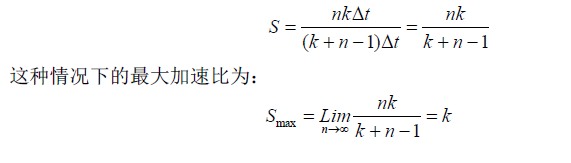 S = nkΔt / (k + n − 1)Δt = nk / k + n − 1
这种情况下的最大加速比为：
S_max = Lim_{n→∞} nk / k + n − 1 = k